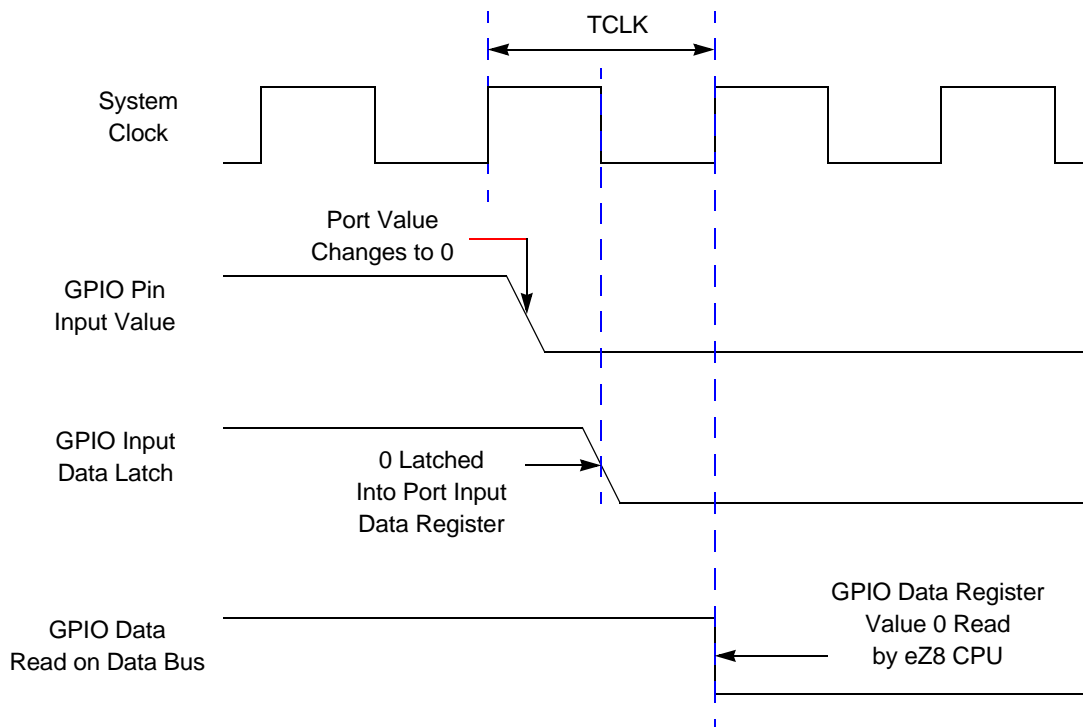 TCLK
System
Clock
Port Value
Changes to 0
GPIO Pin
Input Value
GPIO Input
Data Latch
0 Latched
Into Port Input
Data Register
GPIO Data Register
Value 0 Read
by eZ8 CPU
GPIO Data
Read on Data Bus